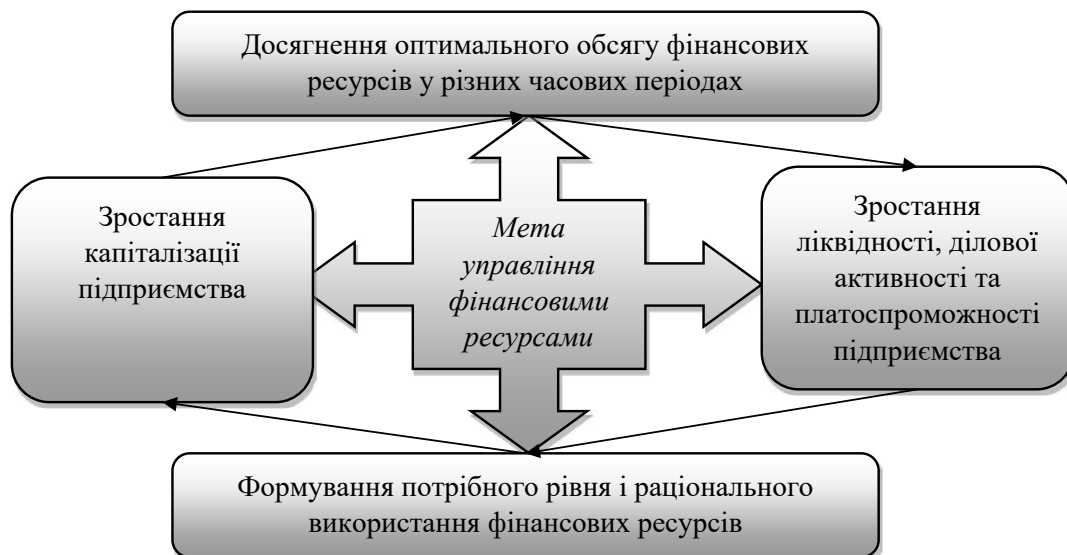 Досягнення оптимального обсягу фінансових
ресурсів у різних часових періодах
Зростання
капіталізації
підприємства
Мета
управління
фінансовими
ресурсами
Зростання
ліквідності, ділової
активності та
платоспроможності
підприємства
Формування потрібного рівня і раціонального
використання фінансових ресурсів